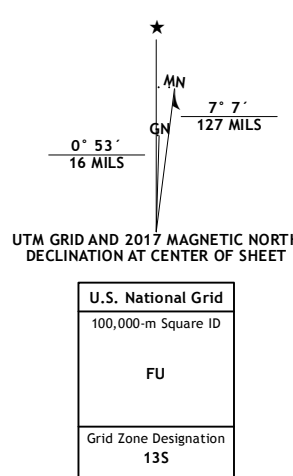 MN
GN
7° 7´
127 MILS
0° 53´
16 MILS
UTM GRID AND 2017 MAGNETIC NORTH
DECLINATION AT CENTER OF SHEET
U.S. National Grid
100,000-m Square ID
FU
Grid Zone Designation
13S